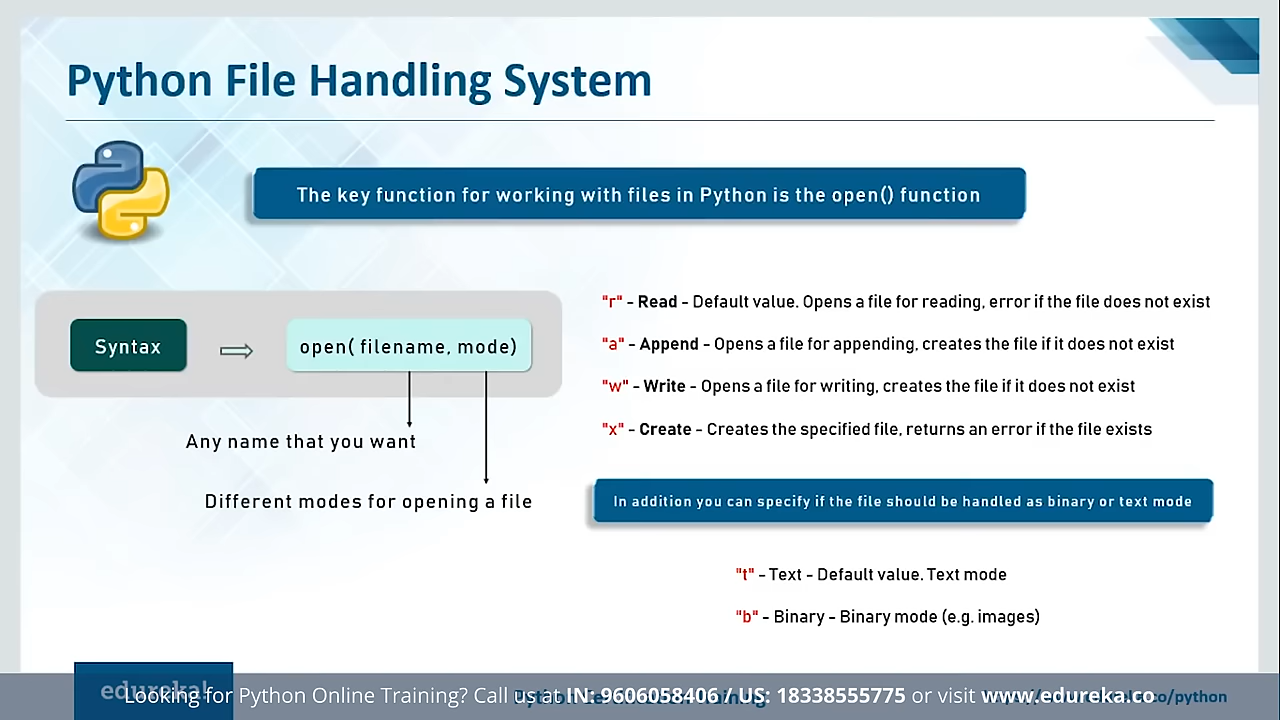 Python File Handling System
The key function for working with files in Python is the open() function
Syntax
open( filename, mode)
Any name that you want
Different modes for opening a file
"r" - Read - Default value. Opens a file for reading, error if the file does not exist
"a" - Append - Opens a file for appending, creates the file if it does not exist
"w" - Write - Opens a file for writing, creates the file if it does not exist
"x" - Create - Creates the specified file, returns an error if the file exists
In addition you can specify if the file should be handled as binary or text mode
"t" - Text - Default value. Text mode
"b" - Binary - Binary mode (e.g. images)
edureka!
Looking for Python Online Training? Call us at IN: 9606058406 / US: 18338555775 or visit www.edureka.co